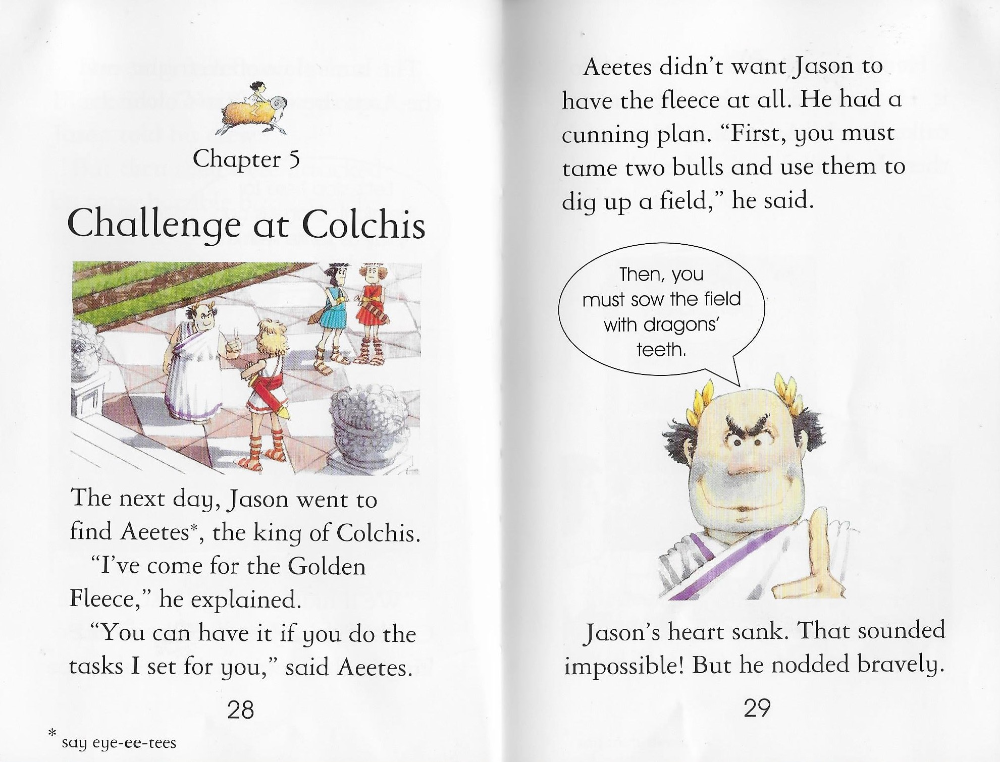 Chapter 5
Challenge at Colchis
The next day, Jason went to
find Aeetes*, the king of Colchis.
“I’ve come for the Golden
Fleece,” he explained.
“You can have it if you do the
tasks I set for you,” said Aeetes.
28
* say eye-ee-tees
Aeetes didn’t want Jason to
have the fleece at all. He had a
cunning plan. “First, you must
tame two bulls and use them to
dig up a field,” he said.
Then, you
must sow the field
with dragons’
teeth.
Jason’s heart sank. That sounded
impossible! But he nodded bravely.
29